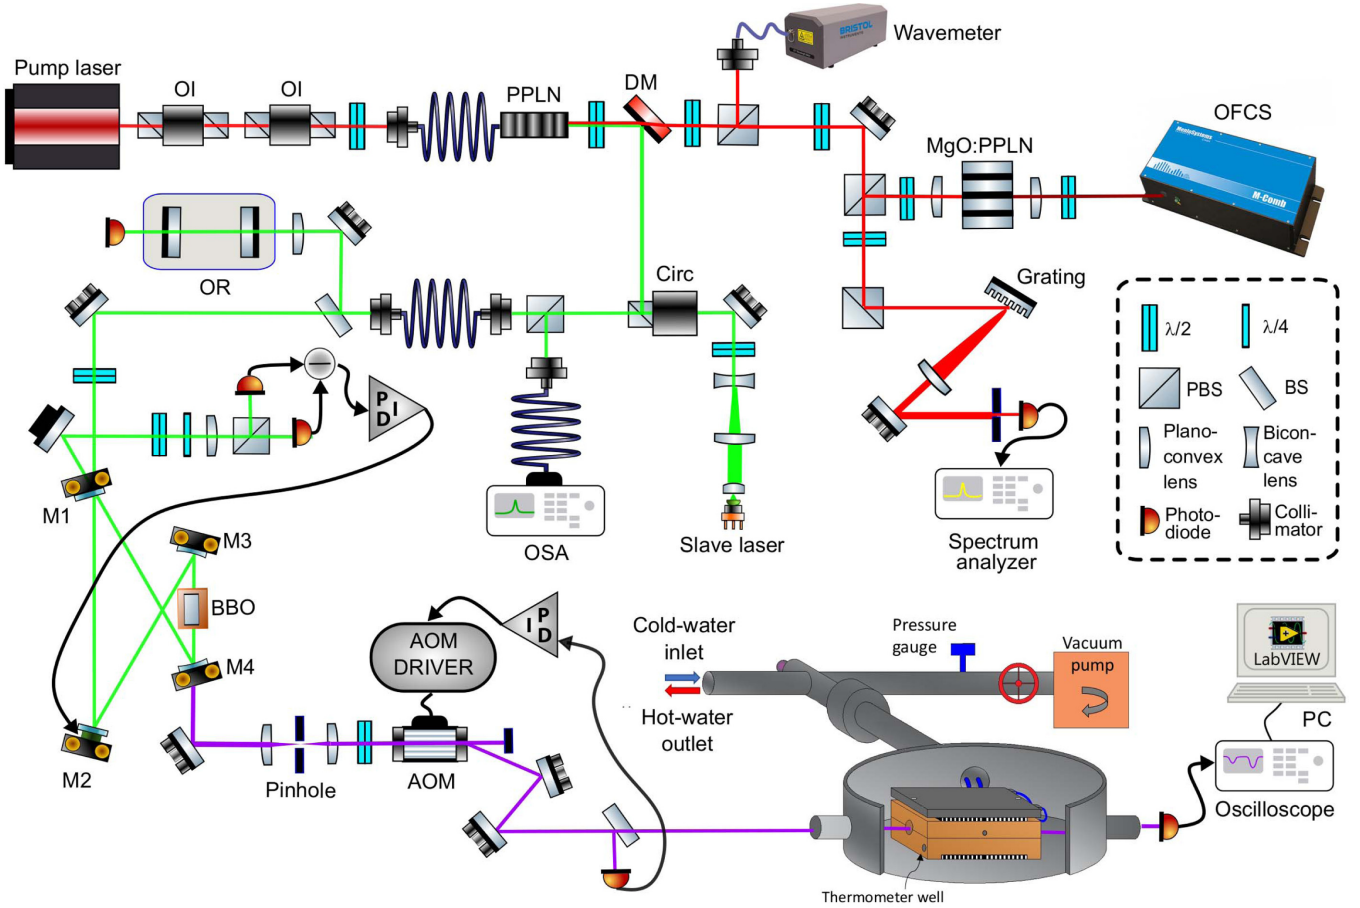 Pump laser
OI
OI
PPLN
DM
BRISTOL
Wavemeter
OFCS
MgO:PPLN
MenloSystems
M-Comb
OR
Circ
Grating
λ/2
λ/4
PBS
BS
Plano-
convex
lens
Bicon-
cave
lens
Photo-
diode
Colli-
mator
P
I
D
M1
M3
BBO
M4
M2
OSA
Slave laser
Spectrum
analyzer
AOM
DRIVER
P
I
D
Pinhole
AOM
Cold-water
inlet
Hot-water
outlet
Pressure
gauge
Vacuum
pump
LabVIEW
PC
Oscilloscope
Thermometer well